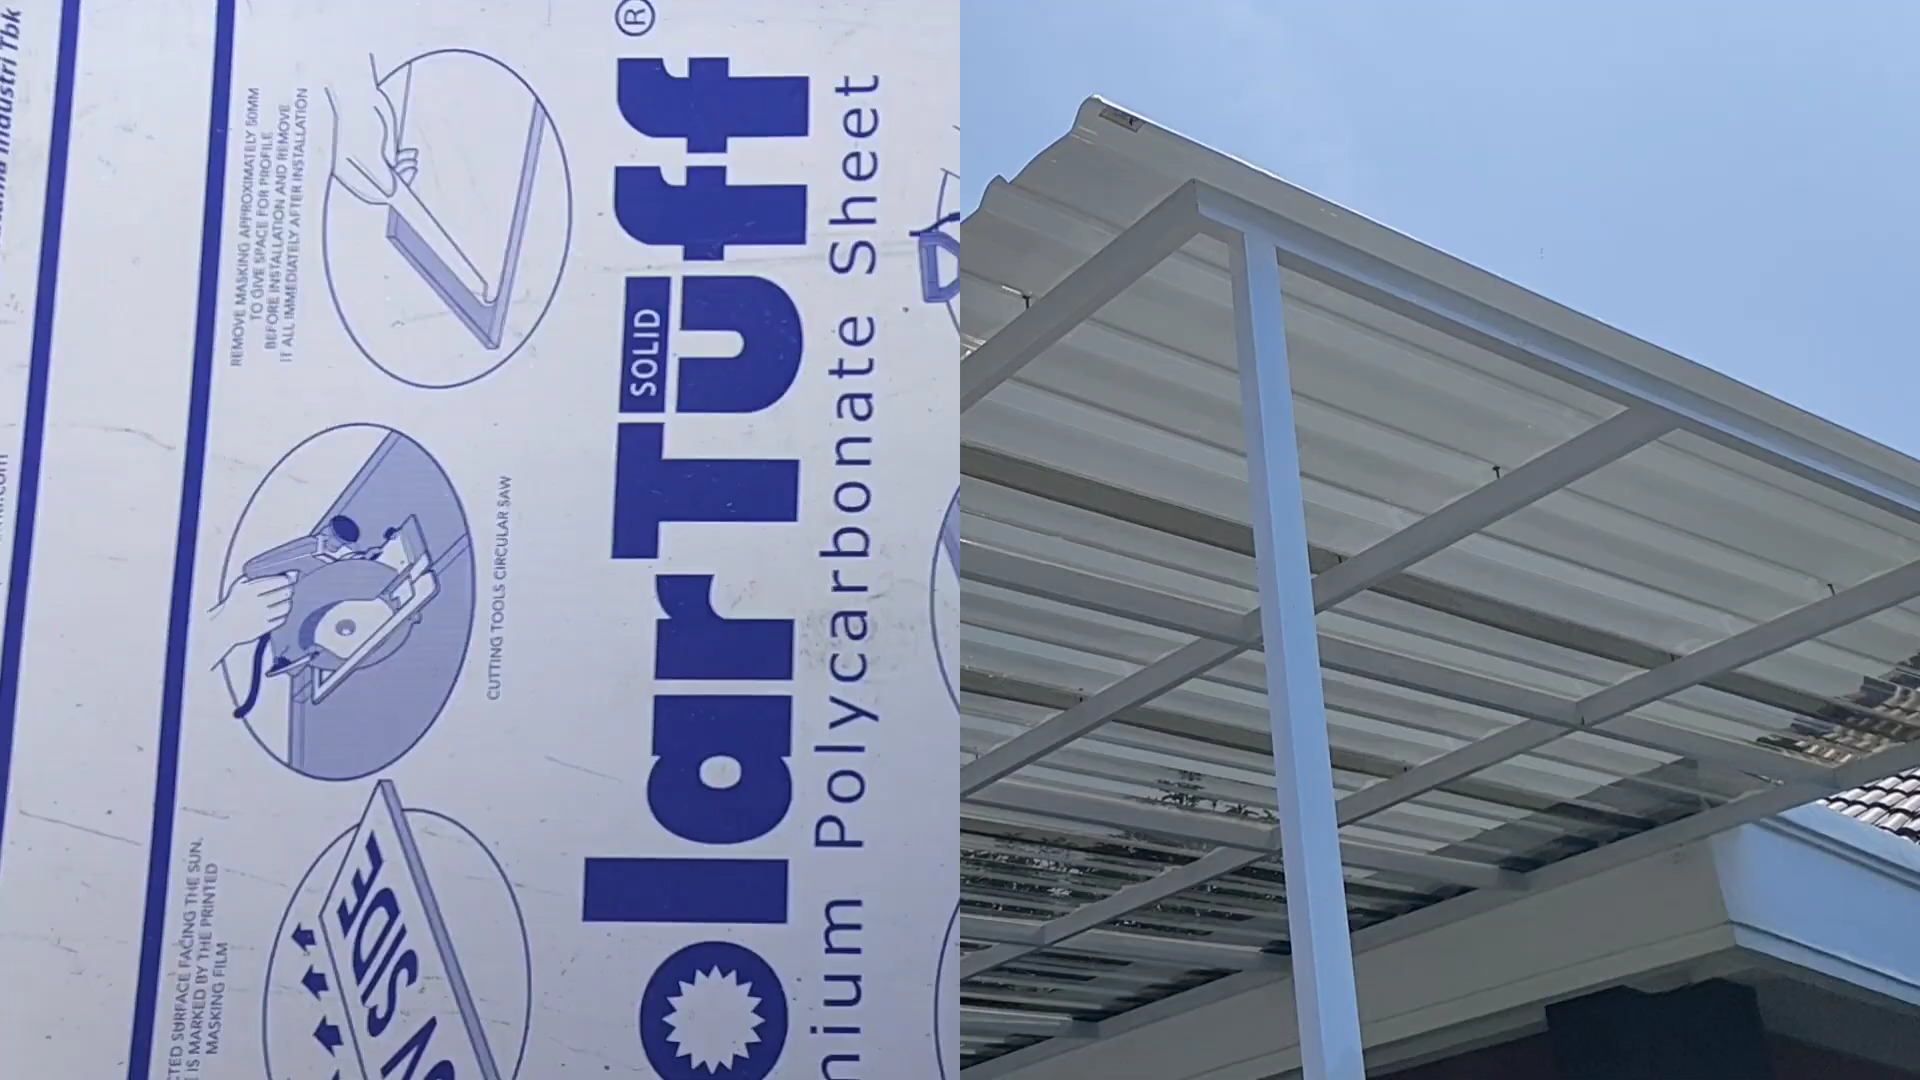 Industri Tbk
REMOVE MASKING APPROXIMATELY 50MM
TO GIVE SPACE FOR PROFILE
BEFORE INSTALLATION AND REMOVE
IT ALL IMMEDIATELY AFTER INSTALLATION
CUTTING TOOLS CIRCULAR SAW
SURFACE FACING THE SUN.
IS MARKED BY THE PRINTED
MASKING FILM
SIDE
olarTuff®
SOLID
Polycarbonate Sheet